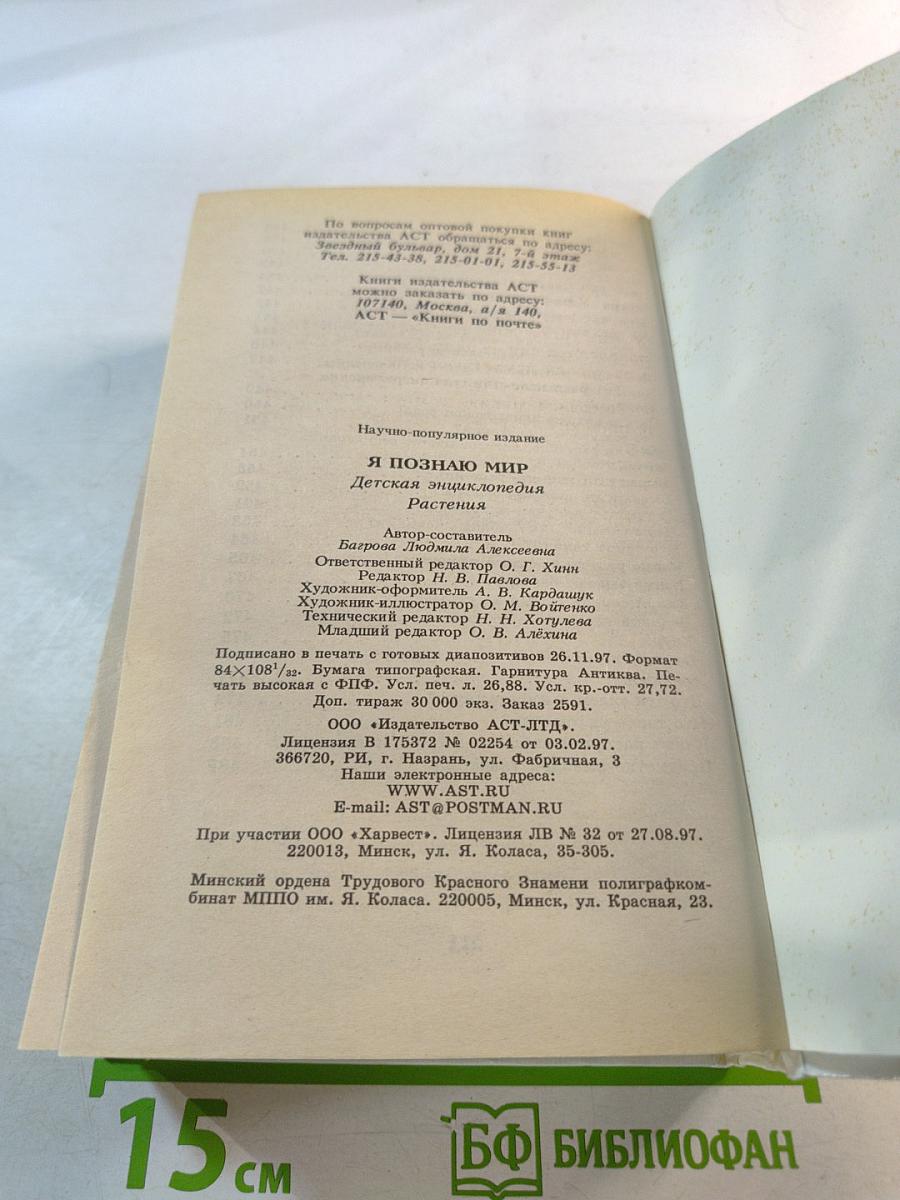 По вопросам оптовой покупки книг
издательства АСТ обращаться по адресу:
Звездный бульвар, дом 21, 7-й этаж
Тел. 215-43-38, 215-01-01, 215-55-13
Книги издательства АСТ
можно заказать по адресу:
107140, Москва, а/я 140,
АСТ — «Книги по почте»
Научно-популярное издание
Я ПОЗНАЮ МИР
Детская энциклопедия
Растения
Автор-составитель
Багрова Людмила Алексеевна
Ответственный редактор О. Г. Хинн
Редактор Н. В. Павлова
Художник-оформитель А. В. Кардашук
Художник-иллюстратор О. М. Войтенко
Технический редактор Н. Н. Хотулева
Младший редактор О. В. Алёхина
Подписано в печать с готовых диапозитивов 26.11.97. Формат
84×108¹/₃₂. Бумага типографская. Гарнитура Антиква. Пе-
чать высокая с ФПФ. Усл. печ. л. 26,88. Усл. кр.-отт. 27,72.
Доп. тираж 30 000 экз. Заказ 2591.
ООО «Издательство АСТ-ЛТД».
Лицензия В 175372 № 02254 от 03.02.97.
366720, РИ, г. Назрань, ул. Фабричная, 3
Наши электронные адреса:
WWW.AST.RU
E-mail: AST@POSTMAN.RU
При участии ООО «Харвест». Лицензия ЛВ № 32 от 27.08.97.
220013, Минск, ул. Я. Коласа, 35-305.
Минский ордена Трудового Красного Знамени полиграфком-
бинат МППО им. Я. Коласа. 220005, Минск, ул. Красная, 23.
15 см
БФ БИБЛИОФАН